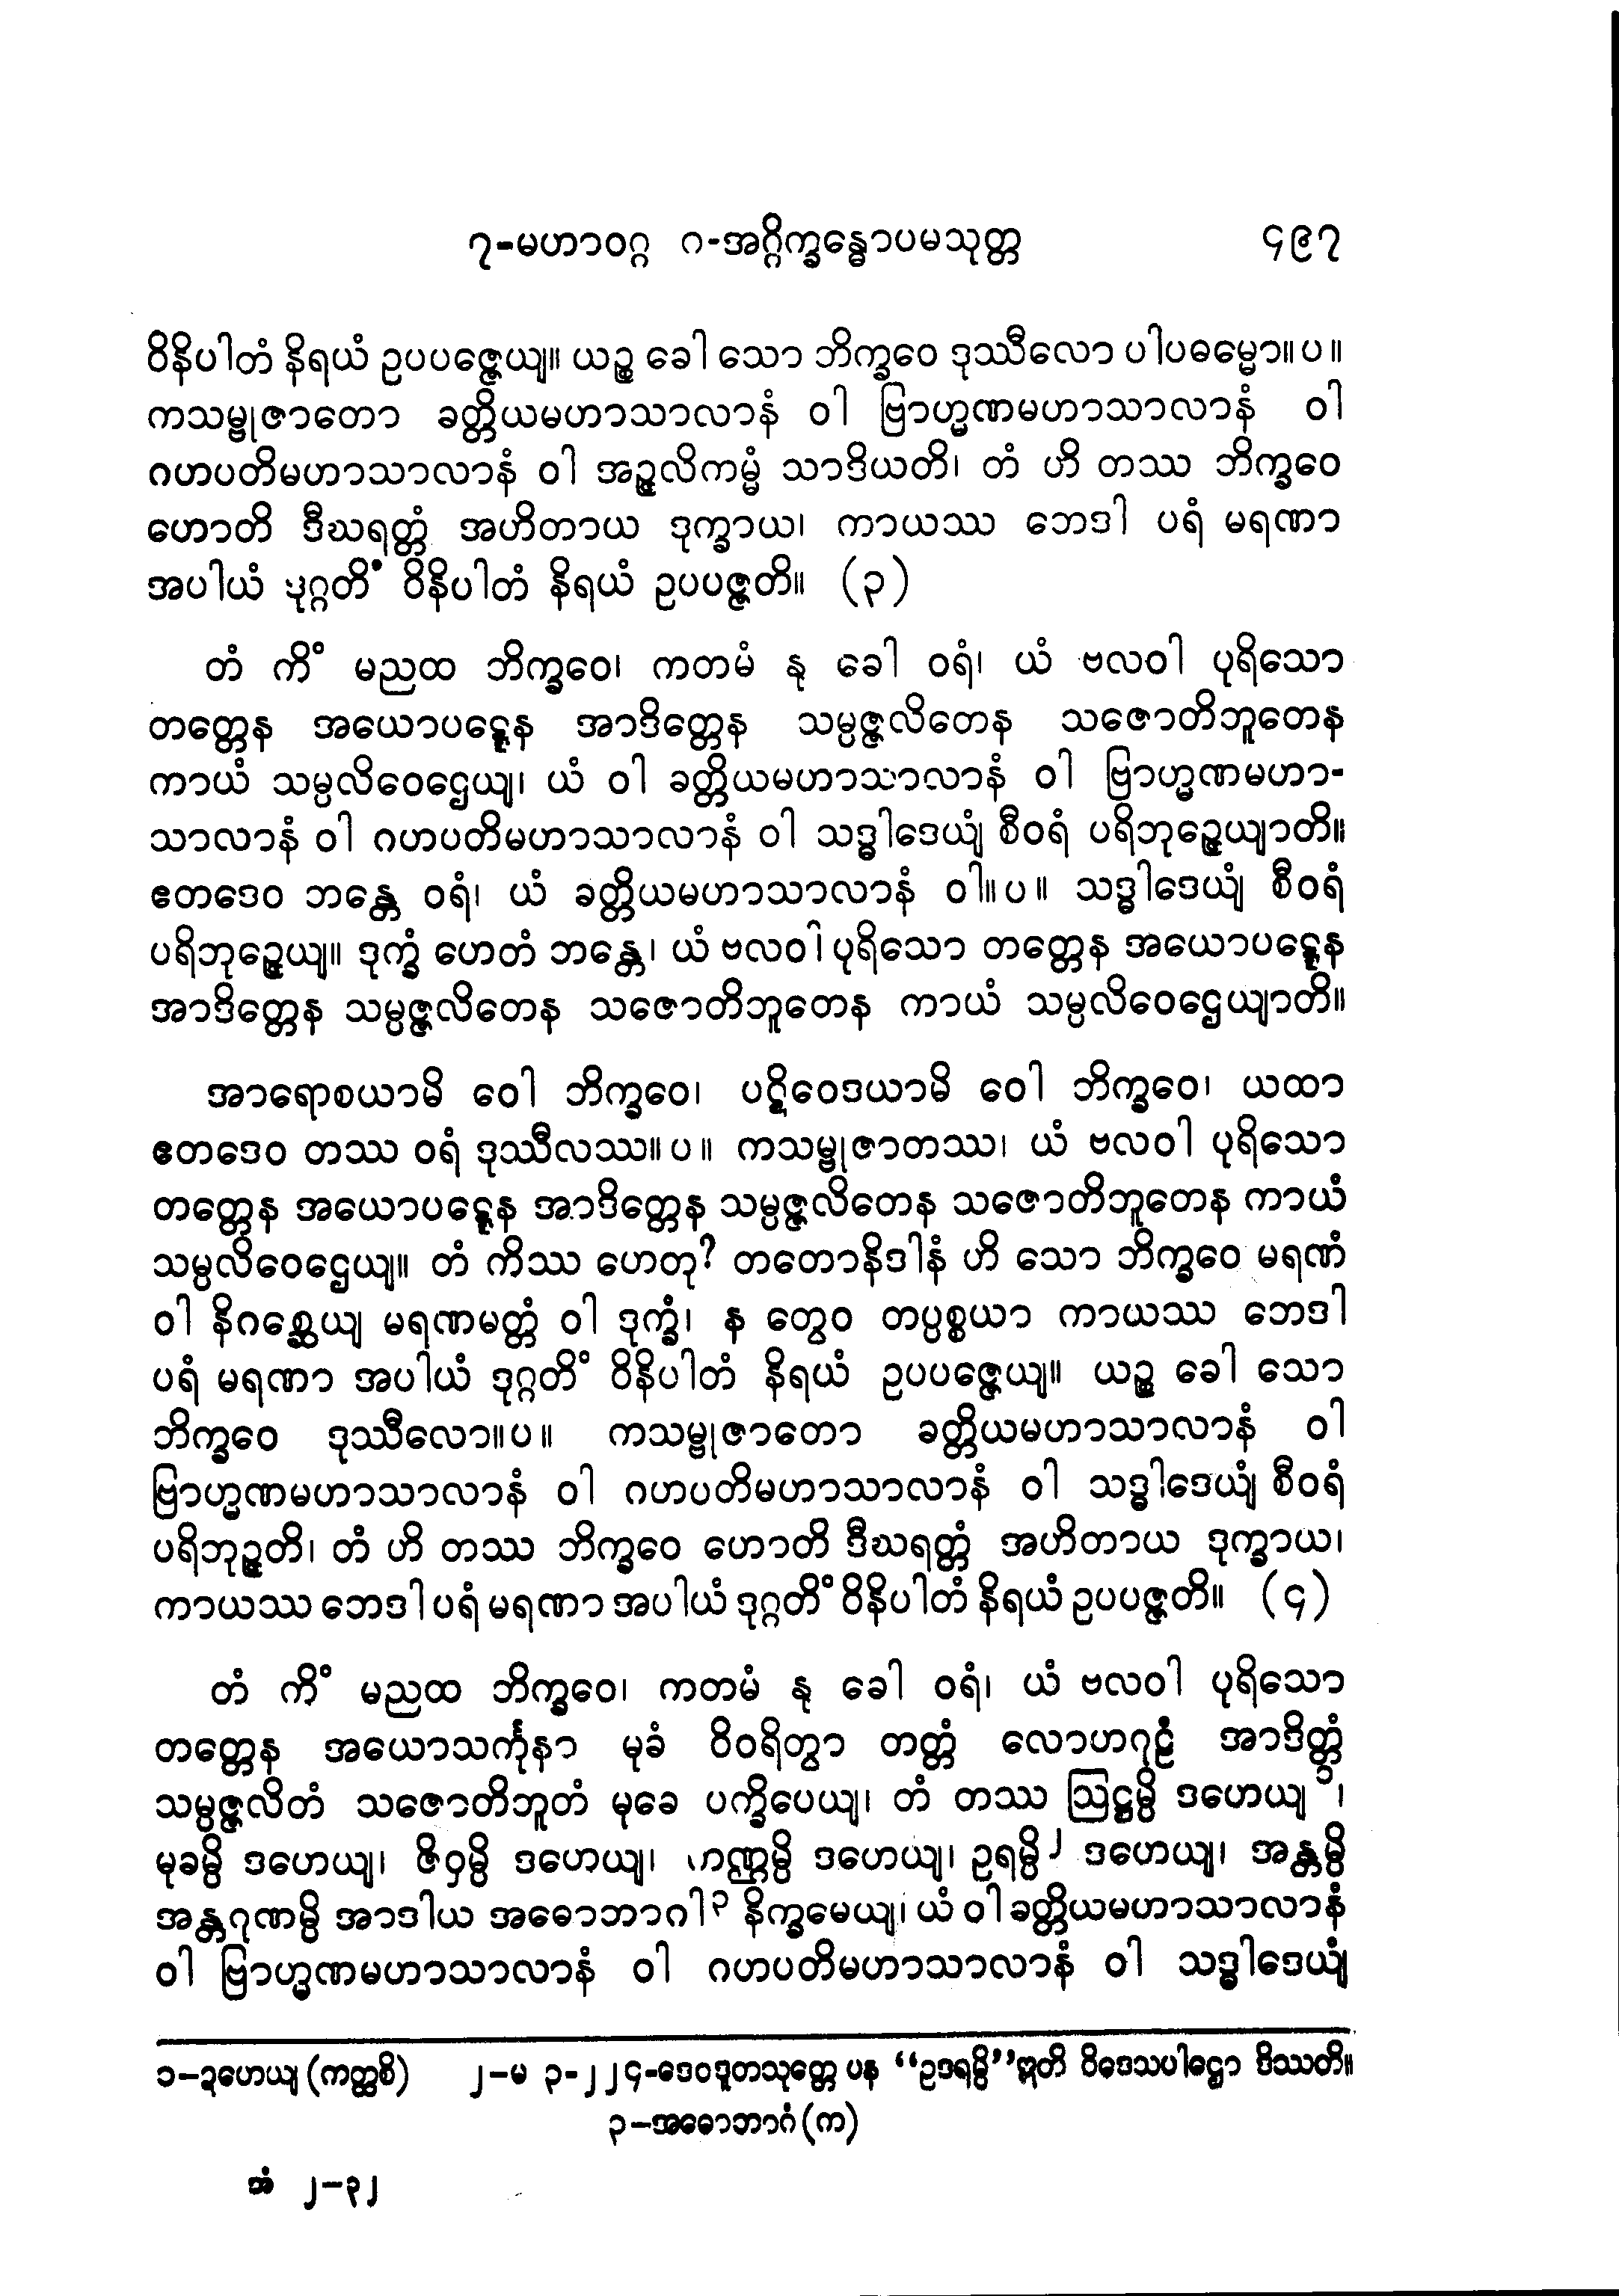 ၇-မဟာဝဂ္ဂ ဂ-အဂ္ဂိက္ခန္ဓောပမသုတ္တ ၄၉၇
ဝိနိပါတံ နိရယံ ဥပပဇ္ဇေယျ။ ယဉ္စ ခေါ သော ဘိက္ခဝေ ဒုဿီလော ပါပဓမ္မော။ပ။
ကသမ္ဗုဇာတော ခတ္တိယမဟာသာလာနံ ဝါ ဗြာဟ္မဏမဟာသာလာနံ ဝါ
ဂဟပတိမဟာသာလာနံ ဝါ အဉ္ဇလိကမ္မံ သာဒိယတိ၊ တံ ဟိ တဿ ဘိက္ခဝေ
ဟောတိ ဒီဃရတ္တံ အဟိတာယ ဒုက္ခာယ၊ ကာယဿ ဘေဒါ ပရံ မရဏာ
အပါယံ ဒုဂ္ဂတိံ ဝိနိပါတံ နိရယံ ဥပပဇ္ဇတိ။ (၃)
တံ ကိံ မညထ ဘိက္ခဝေ၊ ကတမံ နု ခေါ ဝရံ၊ ယံ ဗလဝါ ပုရိသော
တတ္တေန အယောပဋ္ဋေန အာဒိတ္တေန သမ္ပဇ္ဇလိတေန သဇောတိဘူတေန
ကာယံ သမ္ပလိဝေဌေယျ၊ ယံ ဝါ ခတ္တိယမဟာသာလာနံ ဝါ ဗြာဟ္မဏမဟာ-
သာလာနံ ဝါ ဂဟပတိမဟာသာလာနံ ဝါ သဒ္ဓါဒေယျံ စီဝရံ ပရိဘုဉ္ဇေယျာတိ။
ဧတဒေဝ ဘန္တေ ဝရံ၊ ယံ ခတ္တိယမဟာသာလာနံ ဝါ။ပ။ သဒ္ဓါဒေယျံ စီဝရံ
ပရိဘုဉ္ဇေယျ။ ဒုက္ခံ ဟေတံ ဘန္တေ၊ ယံ ဗလဝါ ပုရိသော တတ္တေန အယောပဋ္ဋေန
အာဒိတ္တေန သမ္ပဇ္ဇလိတေန သဇောတိဘူတေန ကာယံ သမ္ပလိဝေဌေယျာတိ။
အာရောစယာမိ ဝေါ ဘိက္ခဝေ၊ ပဋိဝေဒယာမိ ဝေါ ဘိက္ခဝေ၊ ယထာ
ဧတဒေဝ တဿ ဝရံ ဒုဿီလဿ။ပ။ ကသမ္ဗုဇာတဿ၊ ယံ ဗလဝါ ပုရိသော
တတ္တေန အယောပဋ္ဋေန အာဒိတ္တေန သမ္ပဇ္ဇလိတေန သဇောတိဘူတေန ကာယံ
သမ္ပလိဝေဌေယျ။ တံ ကိဿ ဟေတု? တတောနိဒါနံ ဟိ သော ဘိက္ခဝေ မရဏံ
ဝါ နိဂစ္ဆေယျ မရဏမတ္တံ ဝါ ဒုက္ခံ၊ န တွေဝ တပ္ပစ္စယာ ကာယဿ ဘေဒါ
ပရံ မရဏာ အပါယံ ဒုဂ္ဂတိံ ဝိနိပါတံ နိရယံ ဥပပဇ္ဇေယျ။ ယဉ္စ ခေါ သော
ဘိက္ခဝေ ဒုဿီလော။ပ။ ကသမ္ဗုဇာတော ခတ္တိယမဟာသာလာနံ ဝါ
ဗြာဟ္မဏမဟာသာလာနံ ဝါ ဂဟပတိမဟာသာလာနံ ဝါ သဒ္ဓါဒေယျံ စီဝရံ
ပရိဘုဉ္ဇတိ၊ တံ ဟိ တဿ ဘိက္ခဝေ ဟောတိ ဒီဃရတ္တံ အဟိတာယ ဒုက္ခာယ၊
ကာယဿ ဘေဒါ ပရံ မရဏာ အပါယံ ဒုဂ္ဂတိံ ဝိနိပါတံ နိရယံ ဥပပဇ္ဇတိ။ (၄)
တံ ကိံ မညထ ဘိက္ခဝေ၊ ကတမံ နု ခေါ ဝရံ၊ ယံ ဗလဝါ ပုရိသော
တတ္တေန အယောသင်္ကုနာ မုခံ ဝိဝရိတွာ တတ္တံ လောဟဂုဠံ အာဒိတ္တံ
သမ္ပဇ္ဇလိတံ သဇောတိဘူတံ မုခေ ပက္ခိပေယျ၊ တံ တဿ ဩဋ္ဌမ္ပိ ဒဟေယျ၁၊
မုခမ္ပိ ဒဟေယျ၊ ဇိဝှမ္ပိ ဒဟေယျ၊ ကဏ္ဌမ္ပိ ဒဟေယျ၊ ဥရမ္ပိ၂ ဒဟေယျ၊ အန္တမ္ပိ
အန္တဂုဏမ္ပိ အာဒါယ အဓောဘာဂါ၃ နိက္ခမေယျ၊ ယံ ဝါ ခတ္တိယမဟာသာလာနံ
ဝါ ဗြာဟ္မဏမဟာသာလာနံ ဝါ ဂဟပတိမဟာသာလာနံ ဝါ သဒ္ဓါဒေယျံ
၁-ဍဟေယျ (ကတ္ထစိ) ၂-မ ၃-၂၂၄-ဒေဝဒူတသုတ္တေ ပန “ဥဒရမ္ပိ”ဣတိ ဝိဒေသပါဌော ဒိဿတိ။
၃-အဓောဘာဂံ (က)
အံ ၂-၃၂